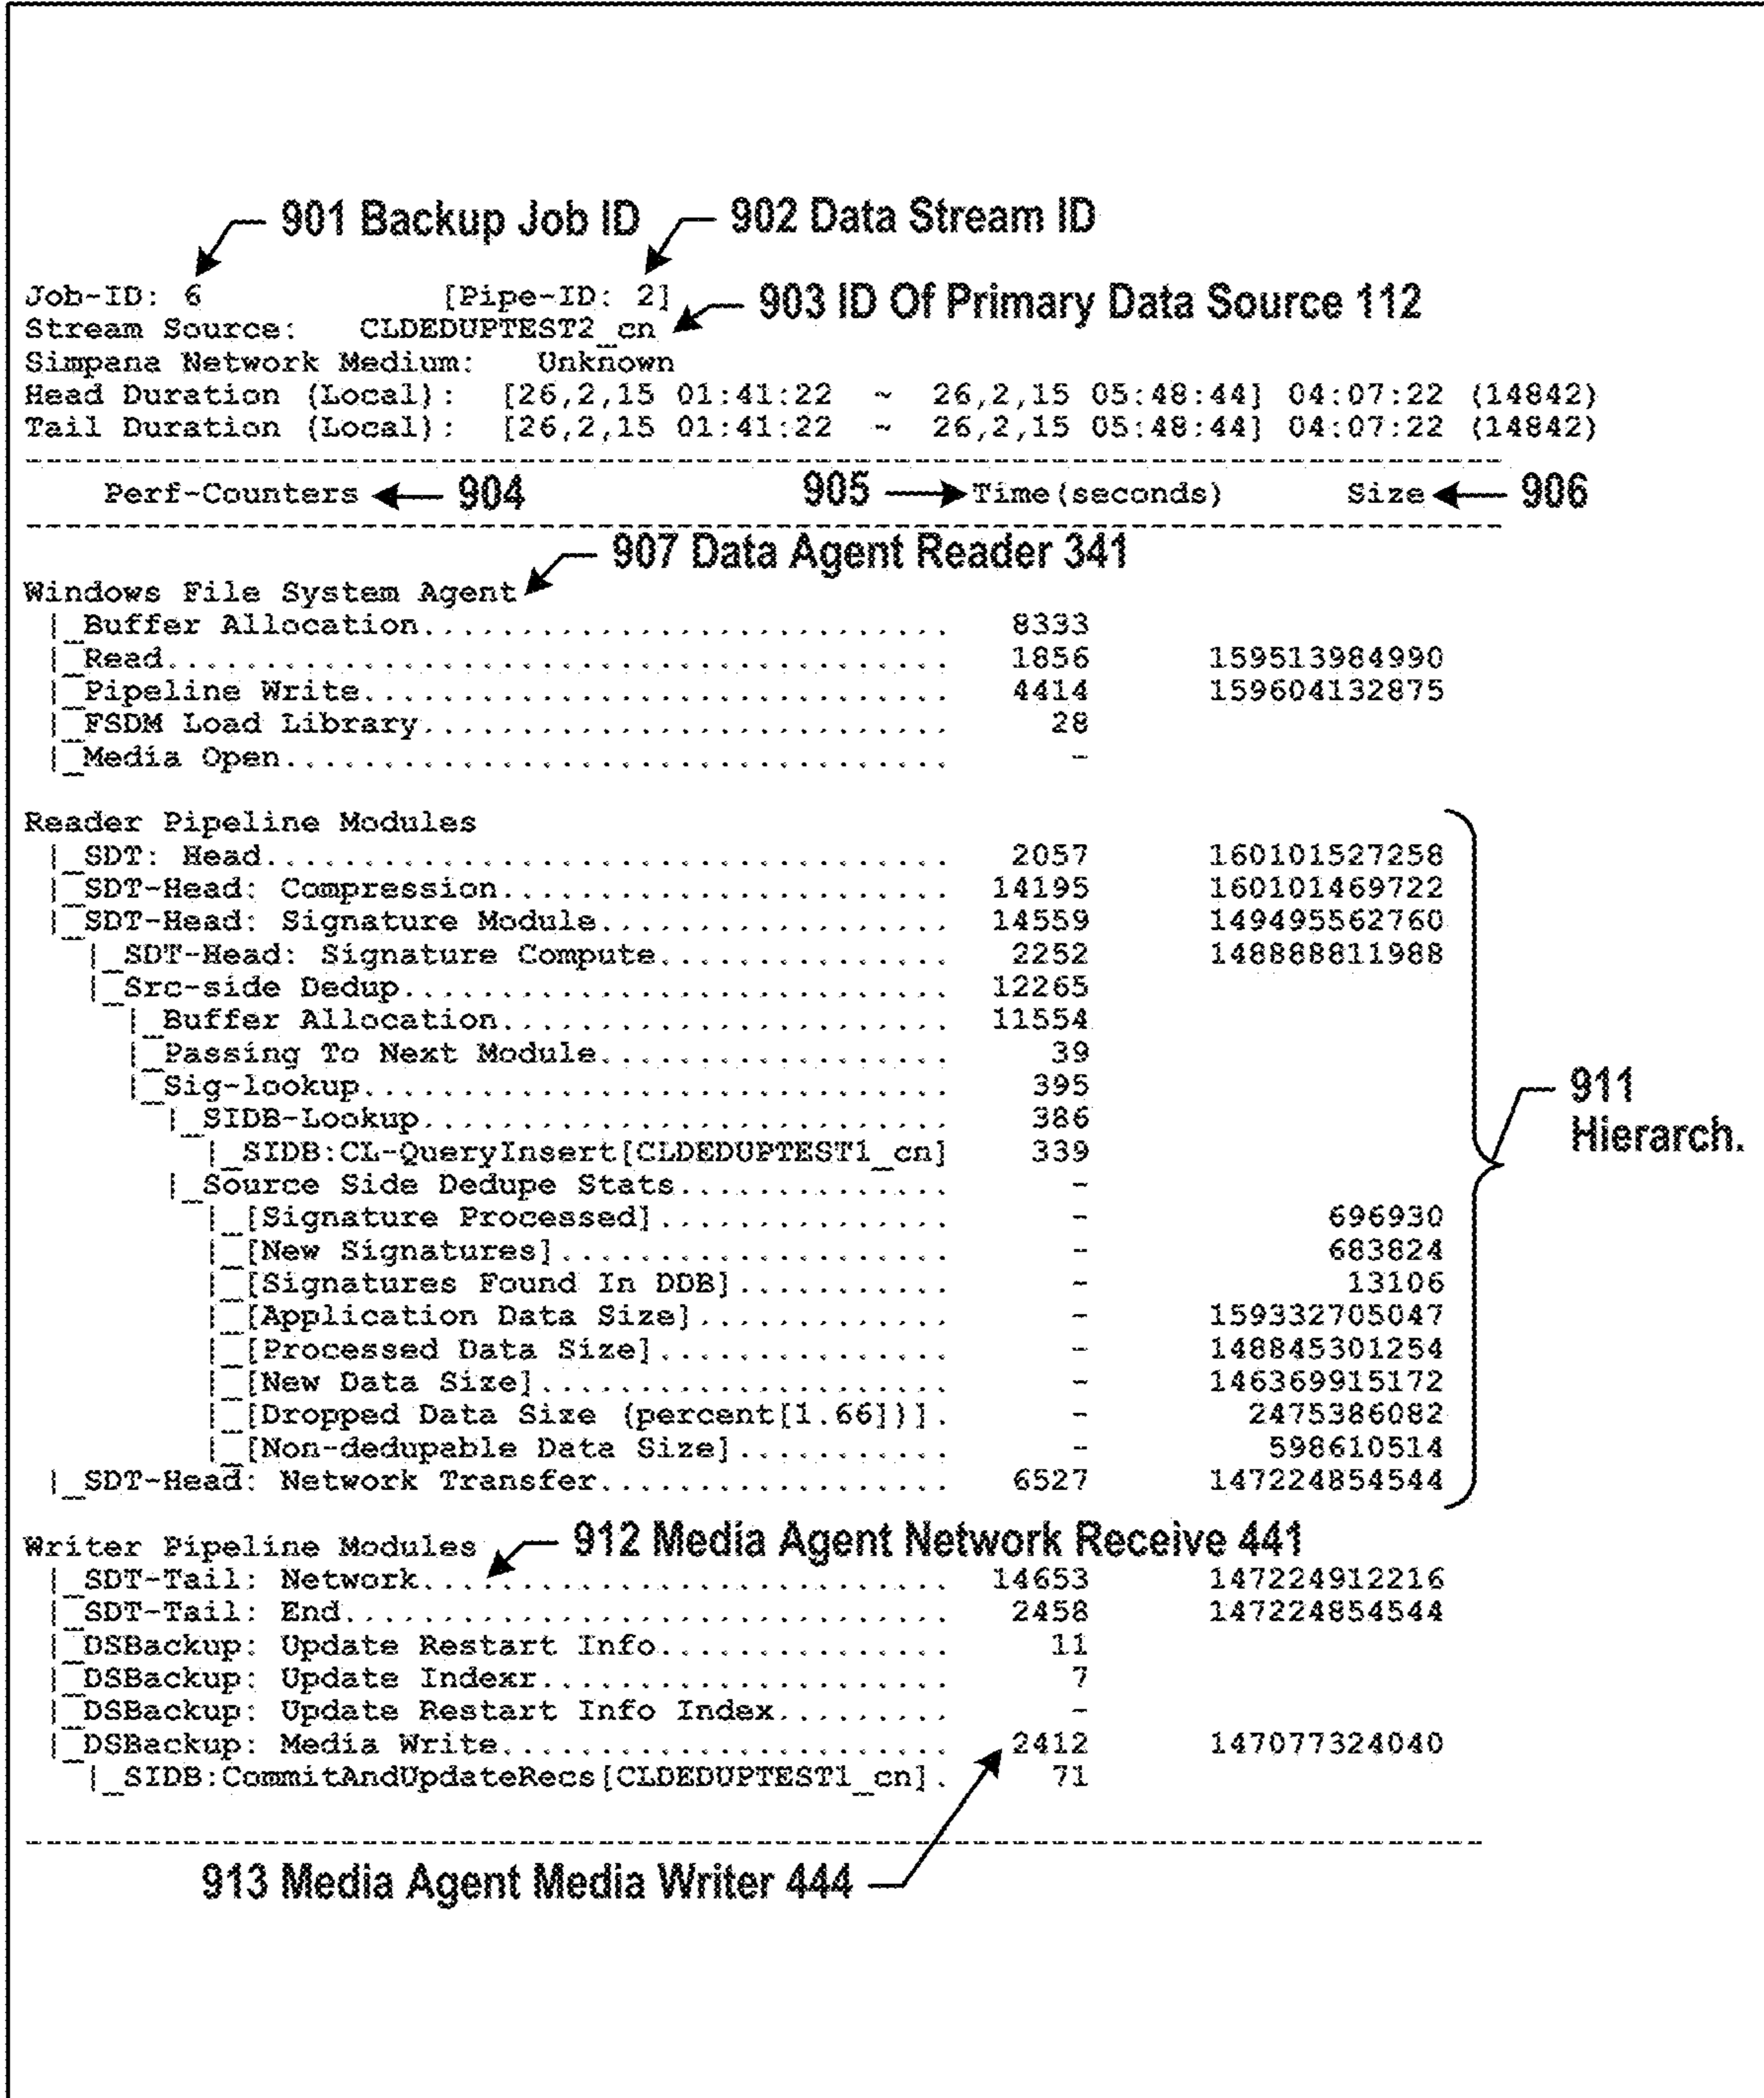 901 Backup Job ID 902 Data Stream ID
Job-ID: 6 [Pipe-ID: 2]
903 ID Of Primary Data Source 112
Stream Source: CLDEDUPTEST2_cn
Simpana Network Medium: Unknown
Head Duration (Local): [26,2,15 01:41:22 ~ 26,2,15 05:48:44] 04:07:22 (14842)
Tail Duration (Local): [26,2,15 01:41:22 ~ 26,2,15 05:48:44] 04:07:22 (14842)
--------------------------------------------------------------------------
Perf-Counters 904 905 Time(seconds) Size 906
--------------------------------------------------------------------------
907 Data Agent Reader 341
Windows File System Agent
|_Buffer Allocation........................... 8333
|_Read........................................ 1856 159513984990
|_Pipeline Write.............................. 4414 159604132875
|_FSDM Load Library........................... 28
|_Media Open.................................. -
Reader Pipeline Modules
|_SDT: Head................................... 2057 160101527258
|_SDT-Head: Compression....................... 14195 160101469722
|_SDT-Head: Signature Module.................. 14559 149495562760
|_SDT-Head: Signature Compute............... 2252 148888811988
|_Src-side Dedup............................ 12265
|_Buffer Allocation....................... 11554
|_Passing To Next Module.................. 39
|_Sig-lookup.............................. 395
|_SIDB-Lookup........................... 386
|_SIDB:CL-QueryInsert[CLDEDUPTEST1_cn] 339
|_Source Side Dedupe Stats.............. -
|_[Signature Processed]............... - 696930
|_[New Signatures].................... - 683824
|_[Signatures Found In DDB]........... - 13106
|_[Application Data Size]............. - 159332705047
|_[Processed Data Size]............... - 148845301254
|_[New Data Size]..................... - 146369915172
|_[Dropped Data Size (percent[1.66])]. - 2475386082
|_[Non-dedupable Data Size]........... - 598610514
|_SDT-Head: Network Transfer.................. 6527 147224854544
911
Hierarch.
Writer Pipeline Modules 912 Media Agent Network Receive 441
|_SDT-Tail: Network........................... 14653 147224912216
|_SDT-Tail: End............................... 2458 147224854544
|_DSBackup: Update Restart Info............... 11
|_DSBackup: Update Indexr..................... 7
|_DSBackup: Update Restart Info Index......... -
|_DSBackup: Media Write....................... 2412 147077324040
|_SIDB:CommitAndUpdateRecs[CLDEDUPTEST1_cn]. 71
--------------------------------------------------------------------------
913 Media Agent Media Writer 444